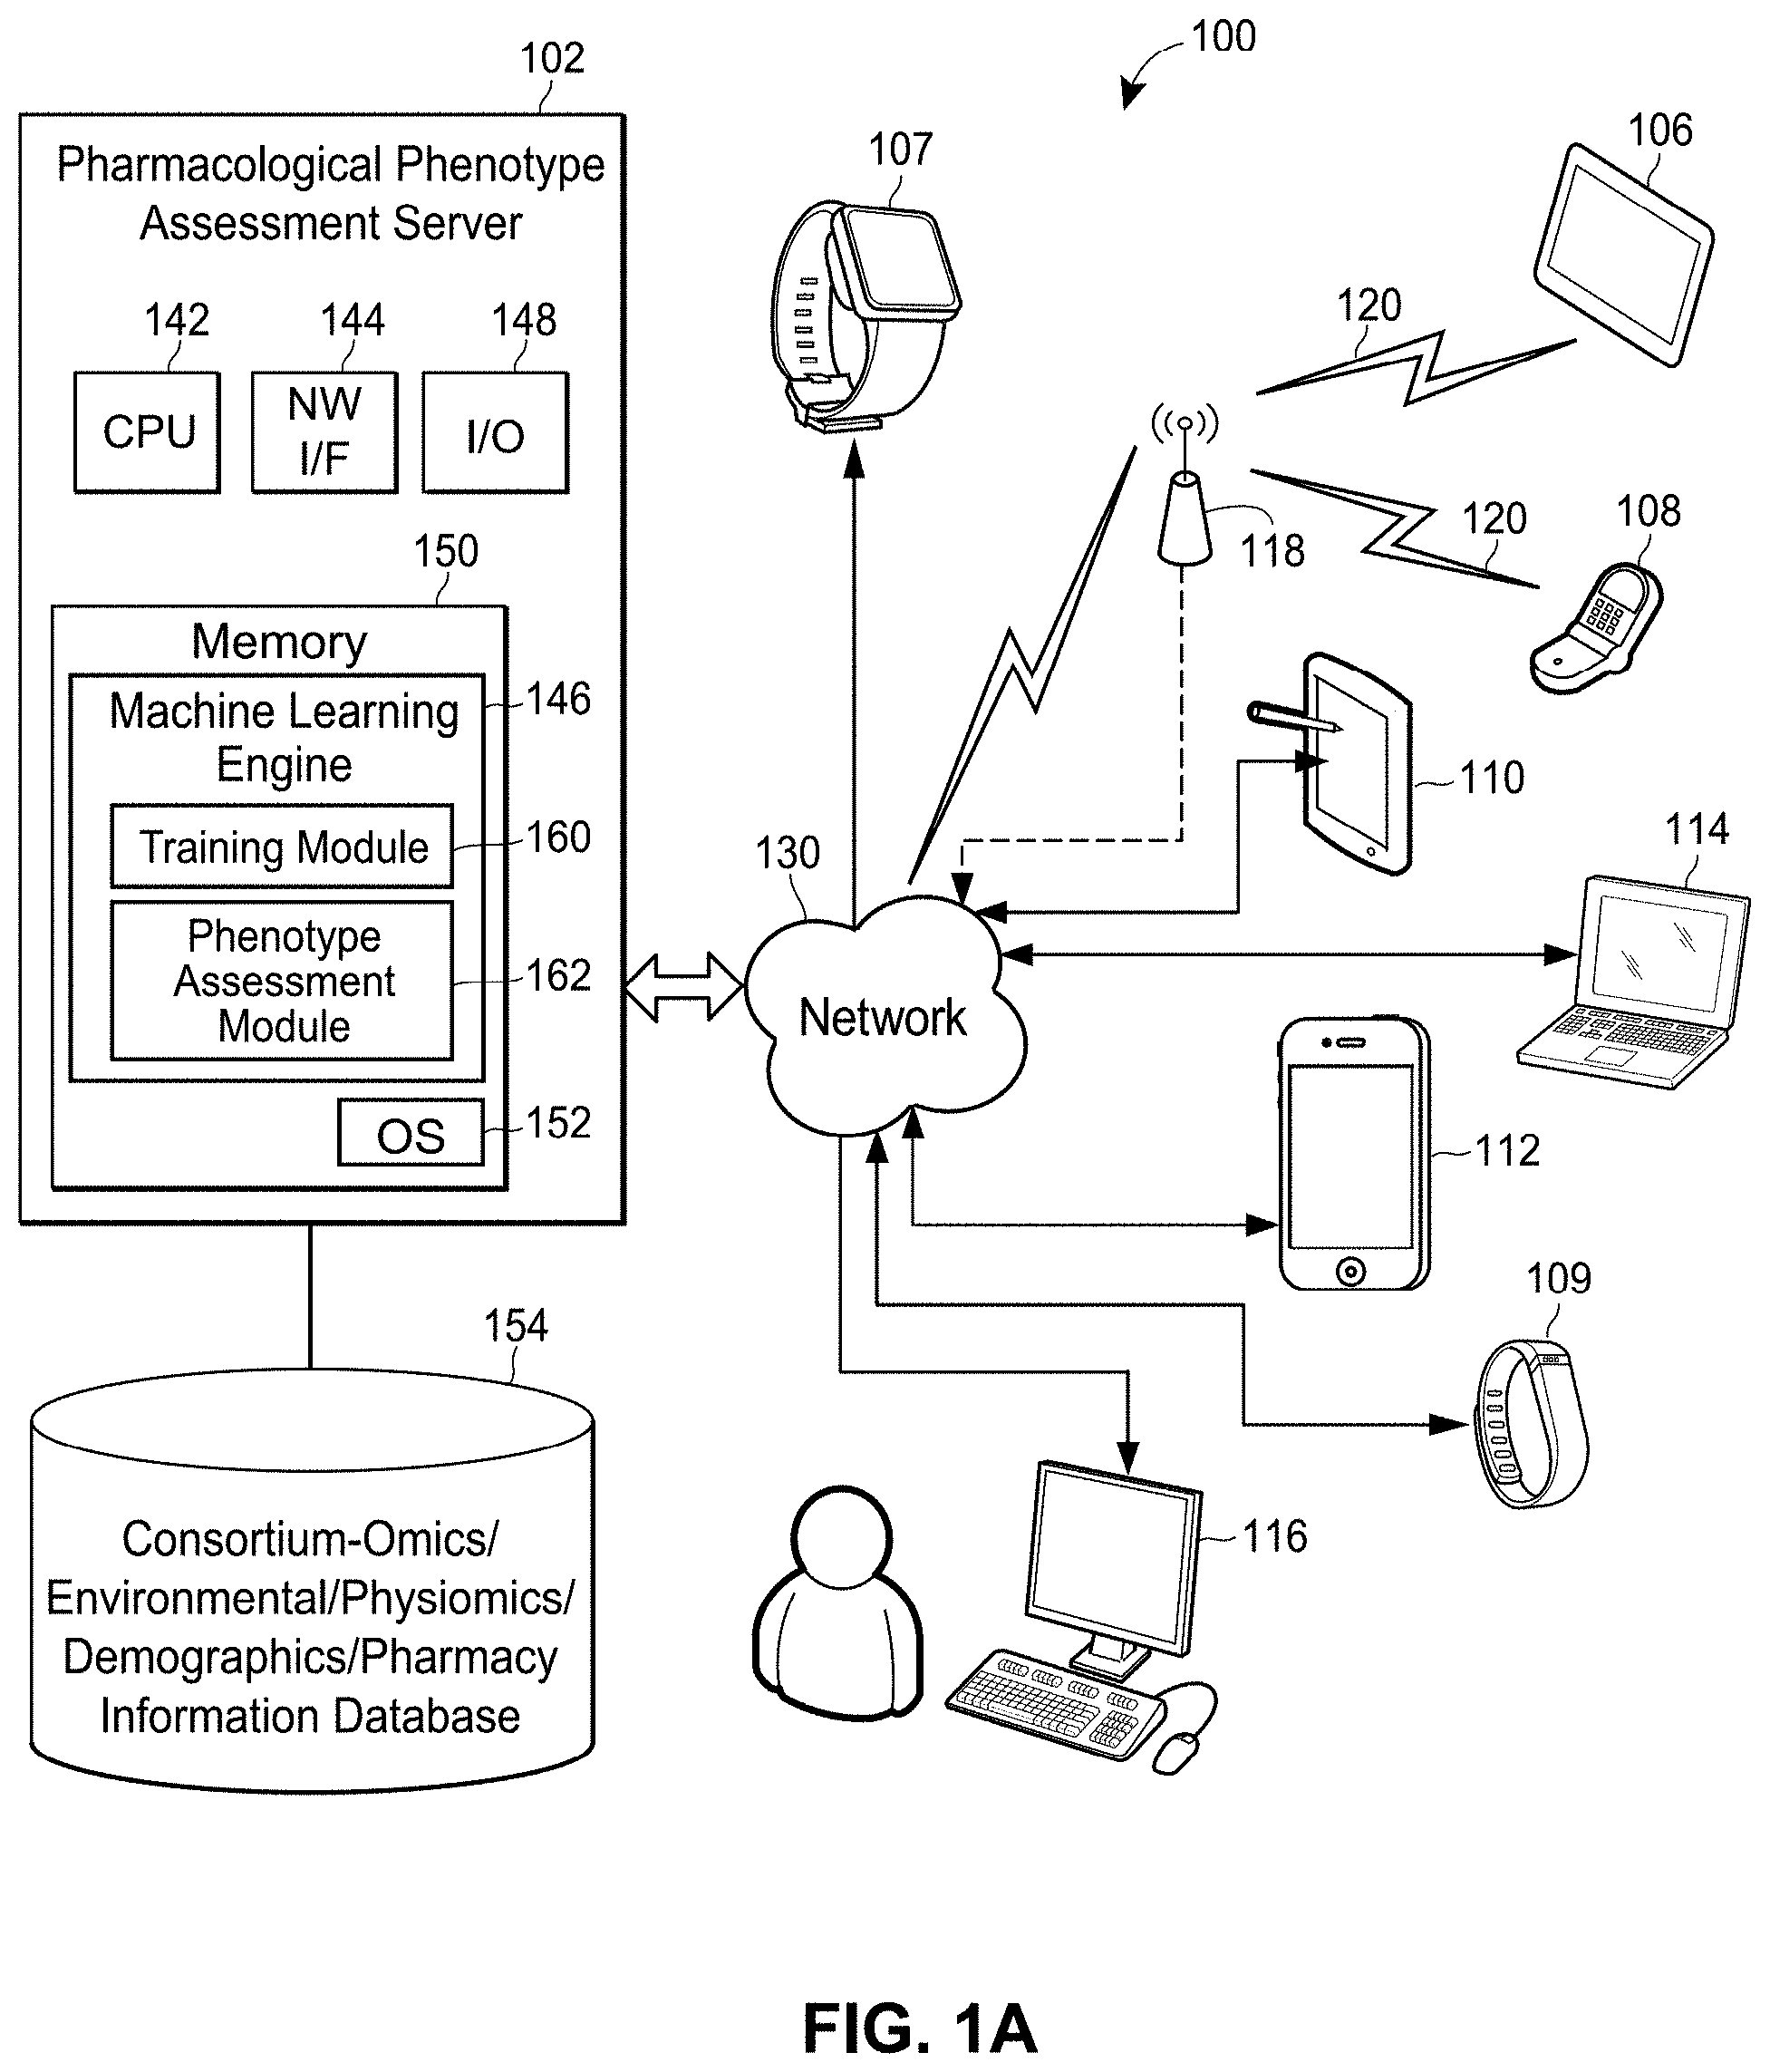 100
102
Pharmacological Phenotype
Assessment Server
142
144
148
CPU
NW
I/F
I/O
150
Memory
Machine Learning
Engine
146
Training Module
160
Phenotype
Assessment
Module
162
OS
152
154
Consortium-Omics/
Environmental/Physiomics/
Demographics/Pharmacy
Information Database
107
106
120
118
120
108
110
130
Network
114
112
109
116
FIG. 1A